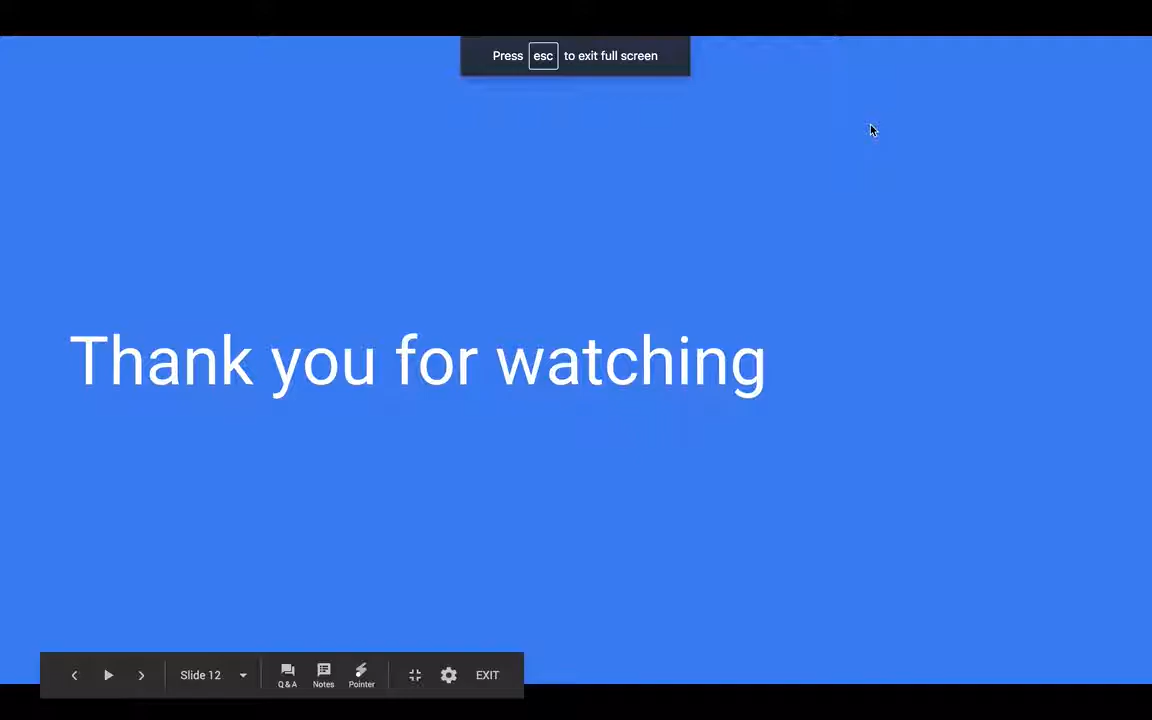 Press esc to exit full screen
Thank you for watching
Slide 12
Q&A
Notes
Pointer
EXIT